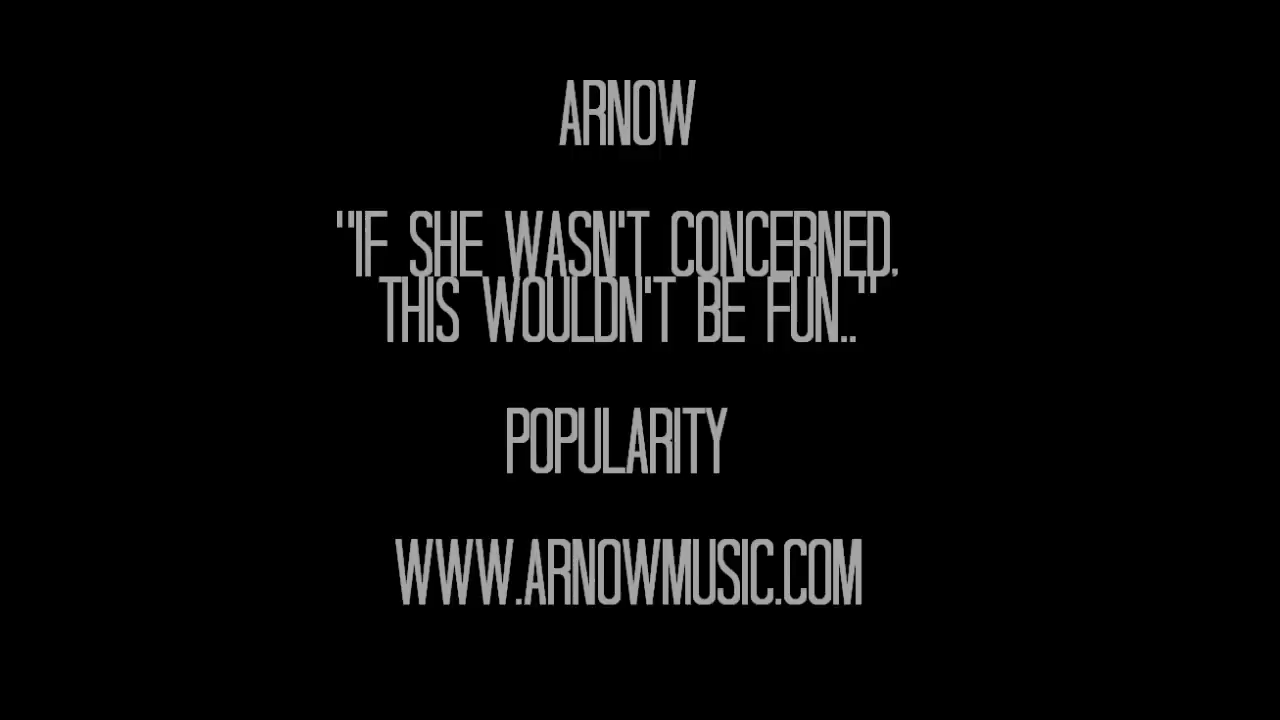 ARNOW
"IF SHE WASN'T CONCERNED,
THIS WOULDN'T BE FUN.."
POPULARITY
WWW.ARNOWMUSIC.COM